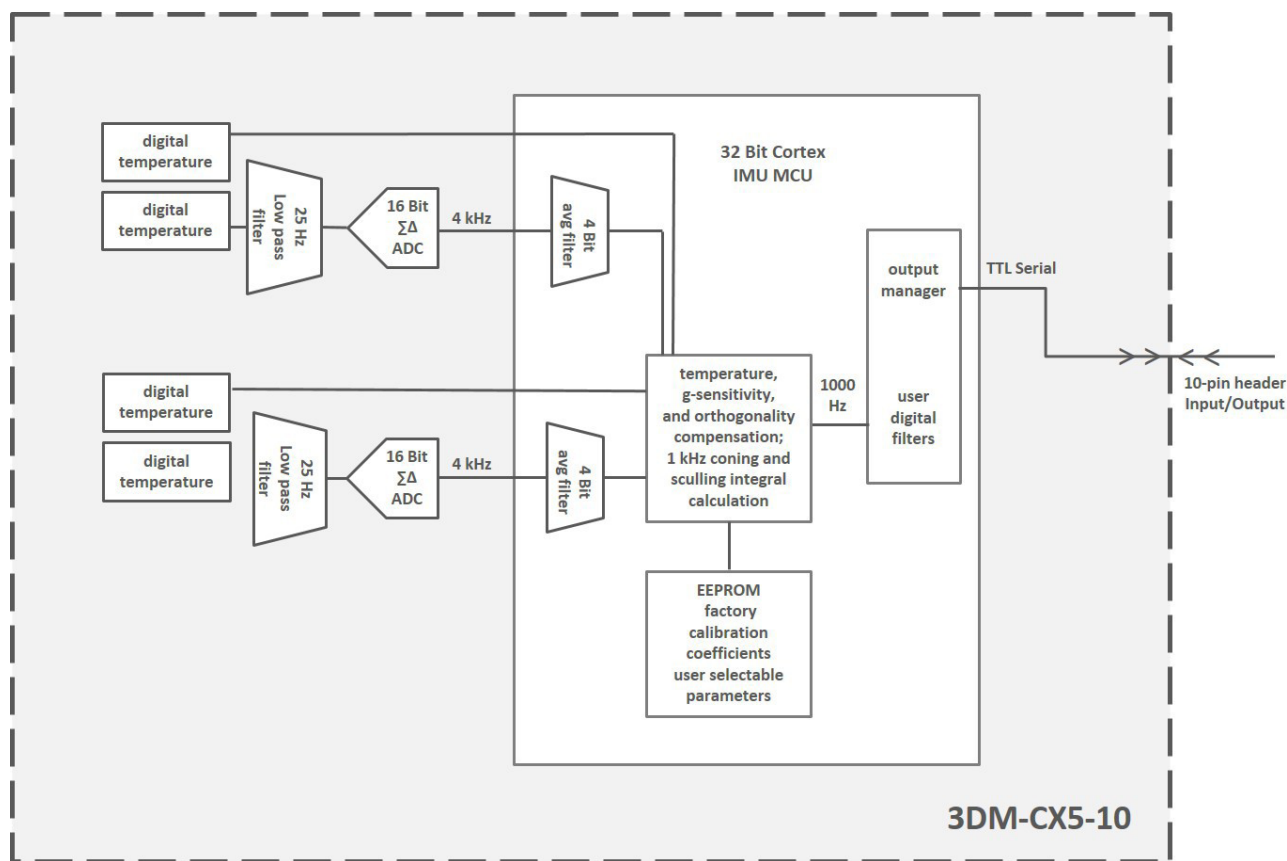 digital
temperature
digital
temperature
25 Hz
Low pass
filter
16 Bit
∑Δ
ADC
4 kHz
4 Bit
avg filter
32 Bit Cortex
IMU MCU
output
manager
user
digital
filters
TTL Serial
10-pin header
Input/Output
digital
temperature
digital
temperature
25 Hz
Low pass
filter
16 Bit
∑Δ
ADC
4 kHz
4 Bit
avg filter
temperature,
g-sensitivity,
and orthogonality
compensation;
1 kHz coning and
sculling integral
calculation
1000
Hz
EEPROM
factory
calibration
coefficients
user selectable
parameters
3DM-CX5-10